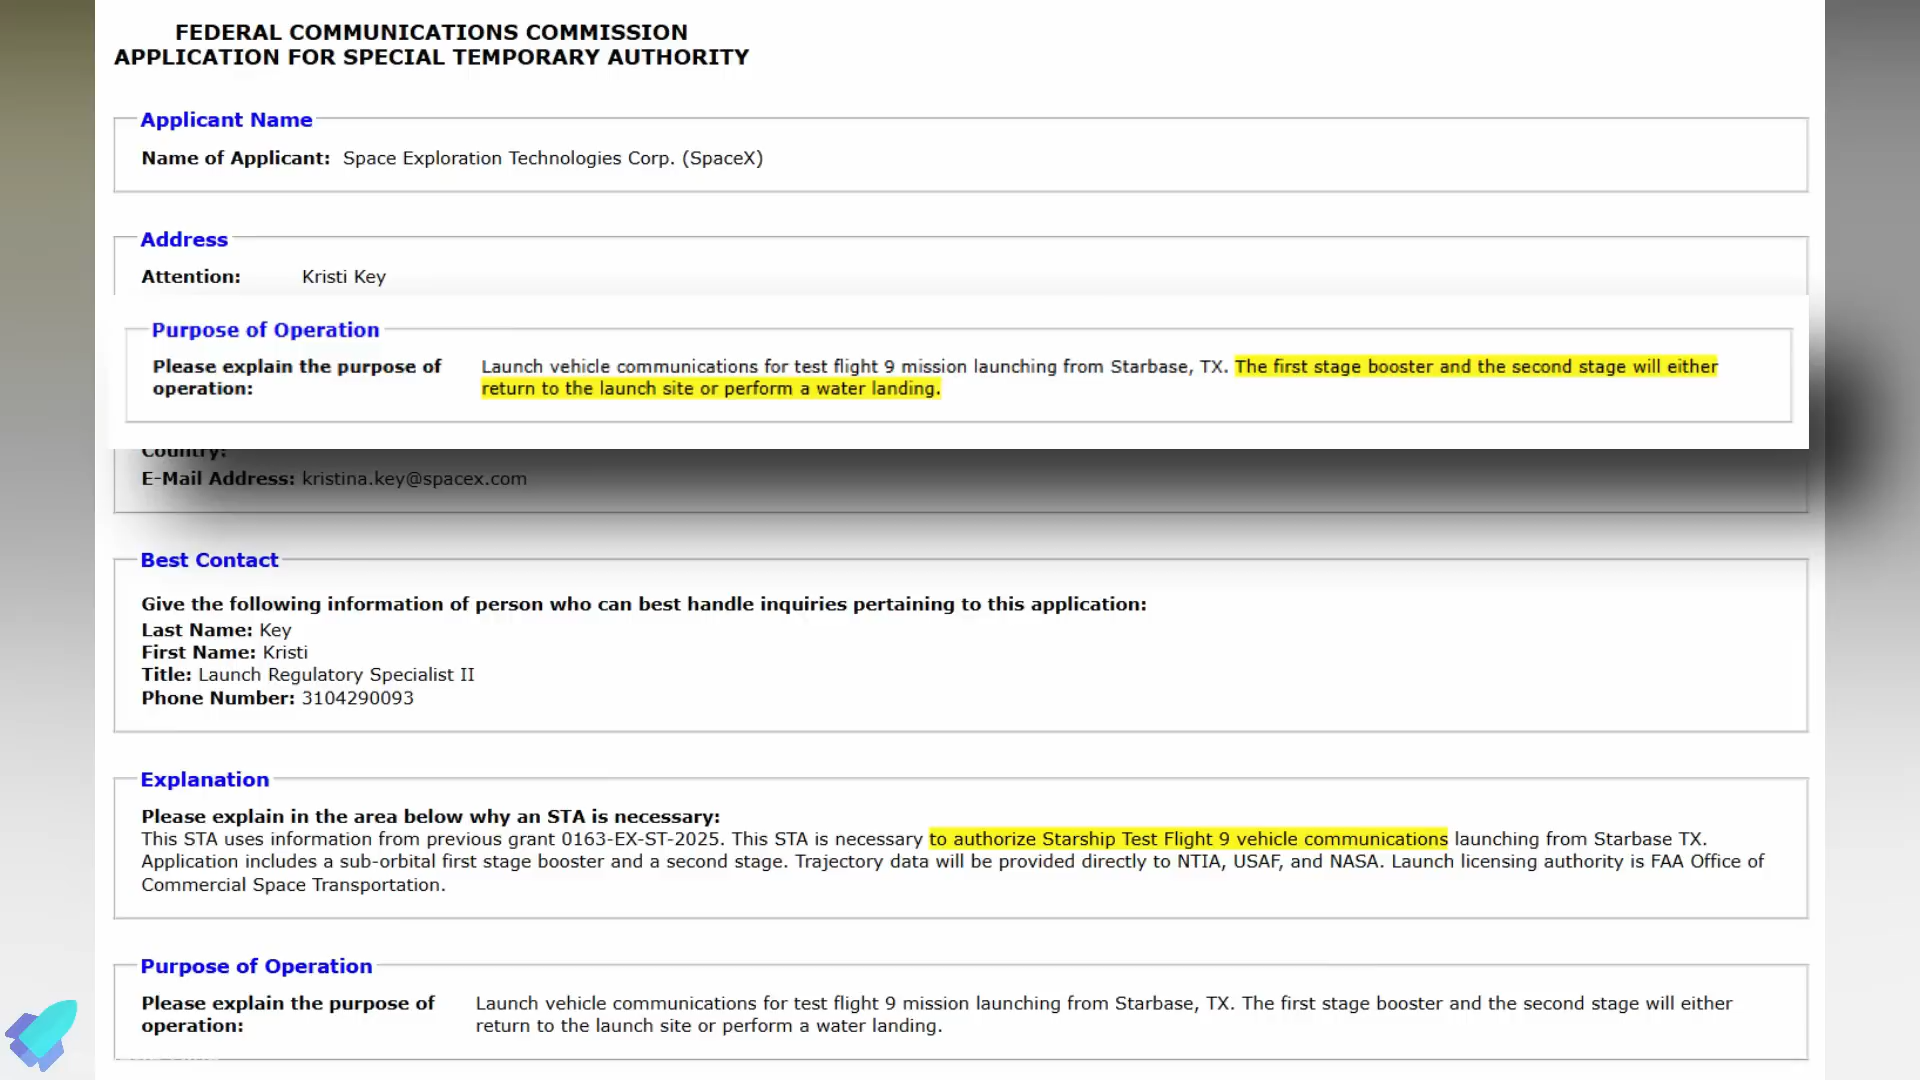 FEDERAL COMMUNICATIONS COMMISSION
APPLICATION FOR SPECIAL TEMPORARY AUTHORITY
Applicant Name
Name of Applicant: Space Exploration Technologies Corp. (SpaceX)
Address
Attention: Kristi Key
Purpose of Operation
Please explain the purpose of operation: Launch vehicle communications for test flight 9 mission launching from Starbase, TX. The first stage booster and the second stage will either
return to the launch site or perform a water landing.
Country:
E-Mail Address: kristina.key@spacex.com
Best Contact
Give the following information of person who can best handle inquiries pertaining to this application:
Last Name: Key
First Name: Kristi
Title: Launch Regulatory Specialist II
Phone Number: 3104290093
Explanation
Please explain in the area below why an STA is necessary:
This STA uses information from previous grant 0163-EX-ST-2025. This STA is necessary to authorize Starship Test Flight 9 vehicle communications launching from Starbase TX.
Application includes a sub-orbital first stage booster and a second stage. Trajectory data will be provided directly to NTIA, USAF, and NASA. Launch licensing authority is FAA Office of
Commercial Space Transportation.
Purpose of Operation
Please explain the purpose of operation: Launch vehicle communications for test flight 9 mission launching from Starbase, TX. The first stage booster and the second stage will either
return to the launch site or perform a water landing.